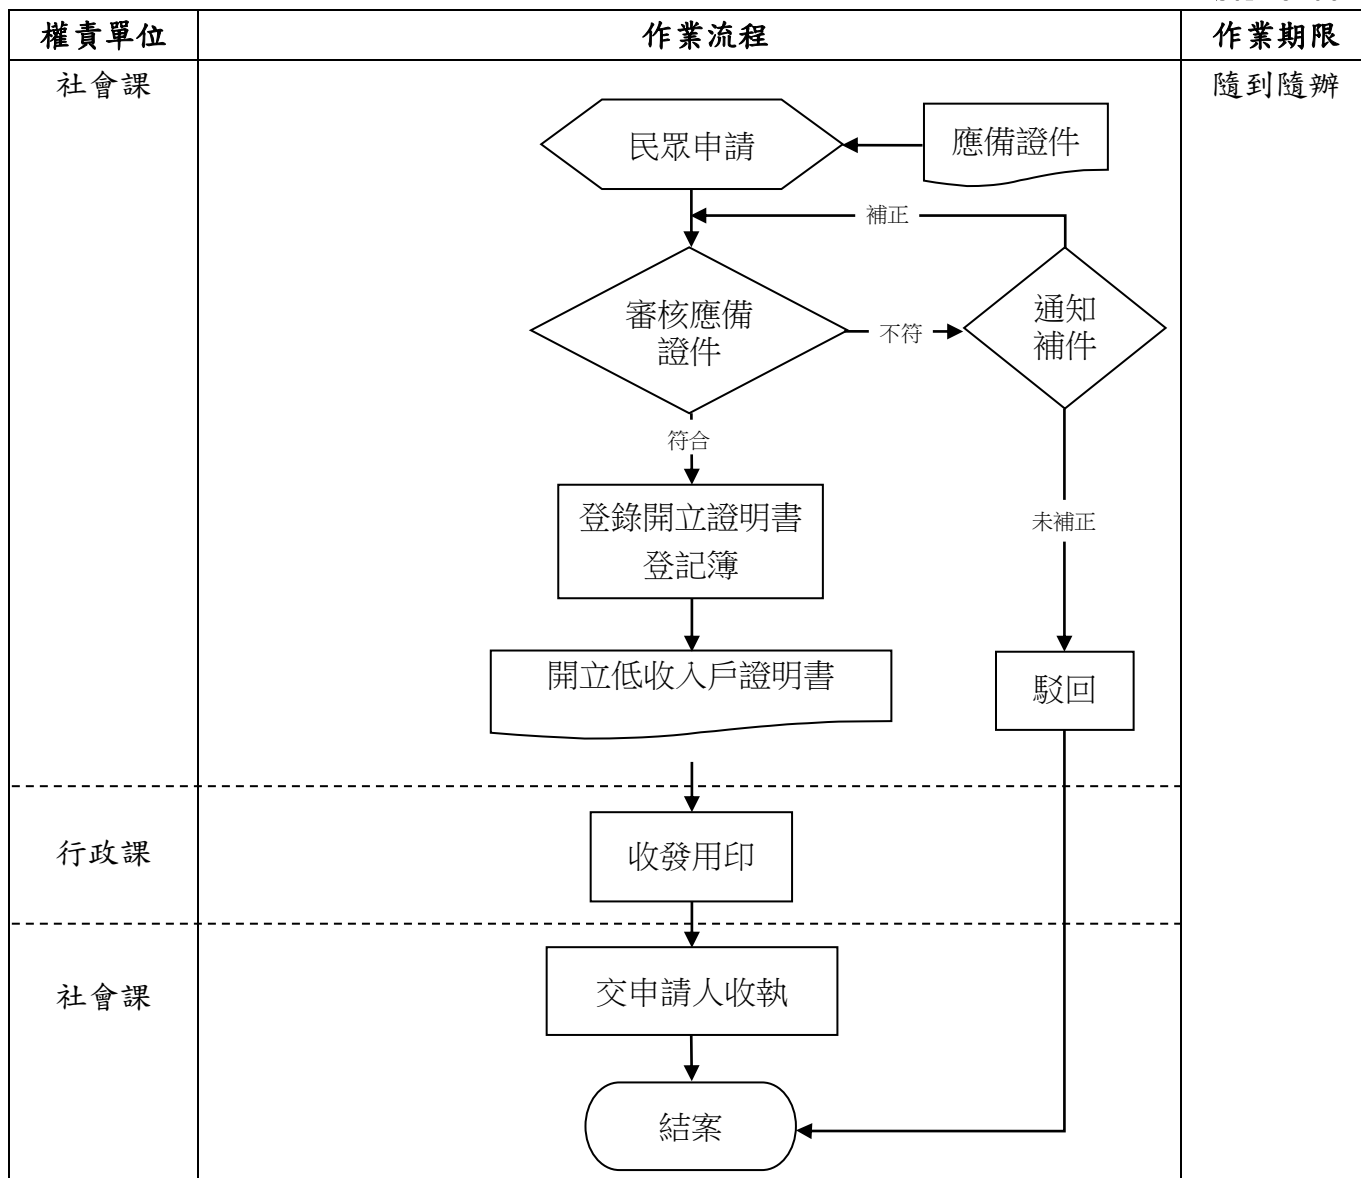 權責單位
作業流程
作業期限
社會課
隨到隨辦
民眾申請
應備證件
補正
審核應備
證件
不符
通知
補件
符合
登錄開立證明書
登記簿
未補正
開立低收入戶證明書
駁回
行政課
收發用印
社會課
交申請人收執
結案